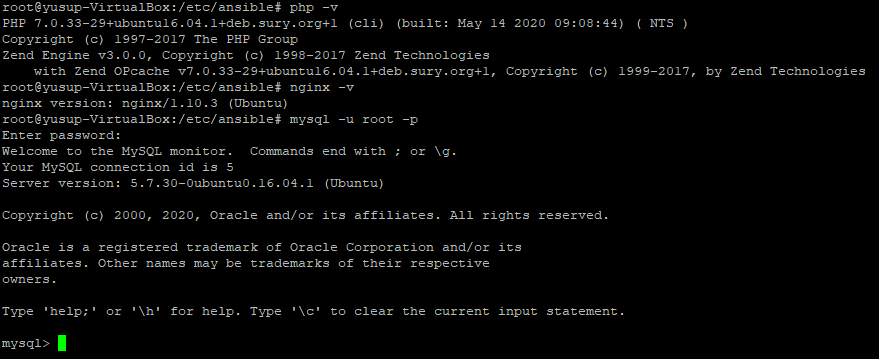 root@yusup-VirtualBox:/etc/ansible# php -v
PHP 7.0.33-29+ubuntu16.04.1+deb.sury.org+1 (cli) (built: May 14 2020 09:08:44) ( NTS )
Copyright (c) 1997-2017 The PHP Group
Zend Engine v3.0.0, Copyright (c) 1998-2017 Zend Technologies
    with Zend OPcache v7.0.33-29+ubuntu16.04.1+deb.sury.org+1, Copyright (c) 1999-2017, by Zend Technologies
root@yusup-VirtualBox:/etc/ansible# nginx -v
nginx version: nginx/1.10.3 (Ubuntu)
root@yusup-VirtualBox:/etc/ansible# mysql -u root -p
Enter password:
Welcome to the MySQL monitor.  Commands end with ; or \g.
Your MySQL connection id is 5
Server version: 5.7.30-0ubuntu0.16.04.1 (Ubuntu)

Copyright (c) 2000, 2020, Oracle and/or its affiliates. All rights reserved.

Oracle is a registered trademark of Oracle Corporation and/or its
affiliates. Other names may be trademarks of their respective
owners.

Type 'help;' or '\h' for help. Type '\c' to clear the current input statement.

mysql>